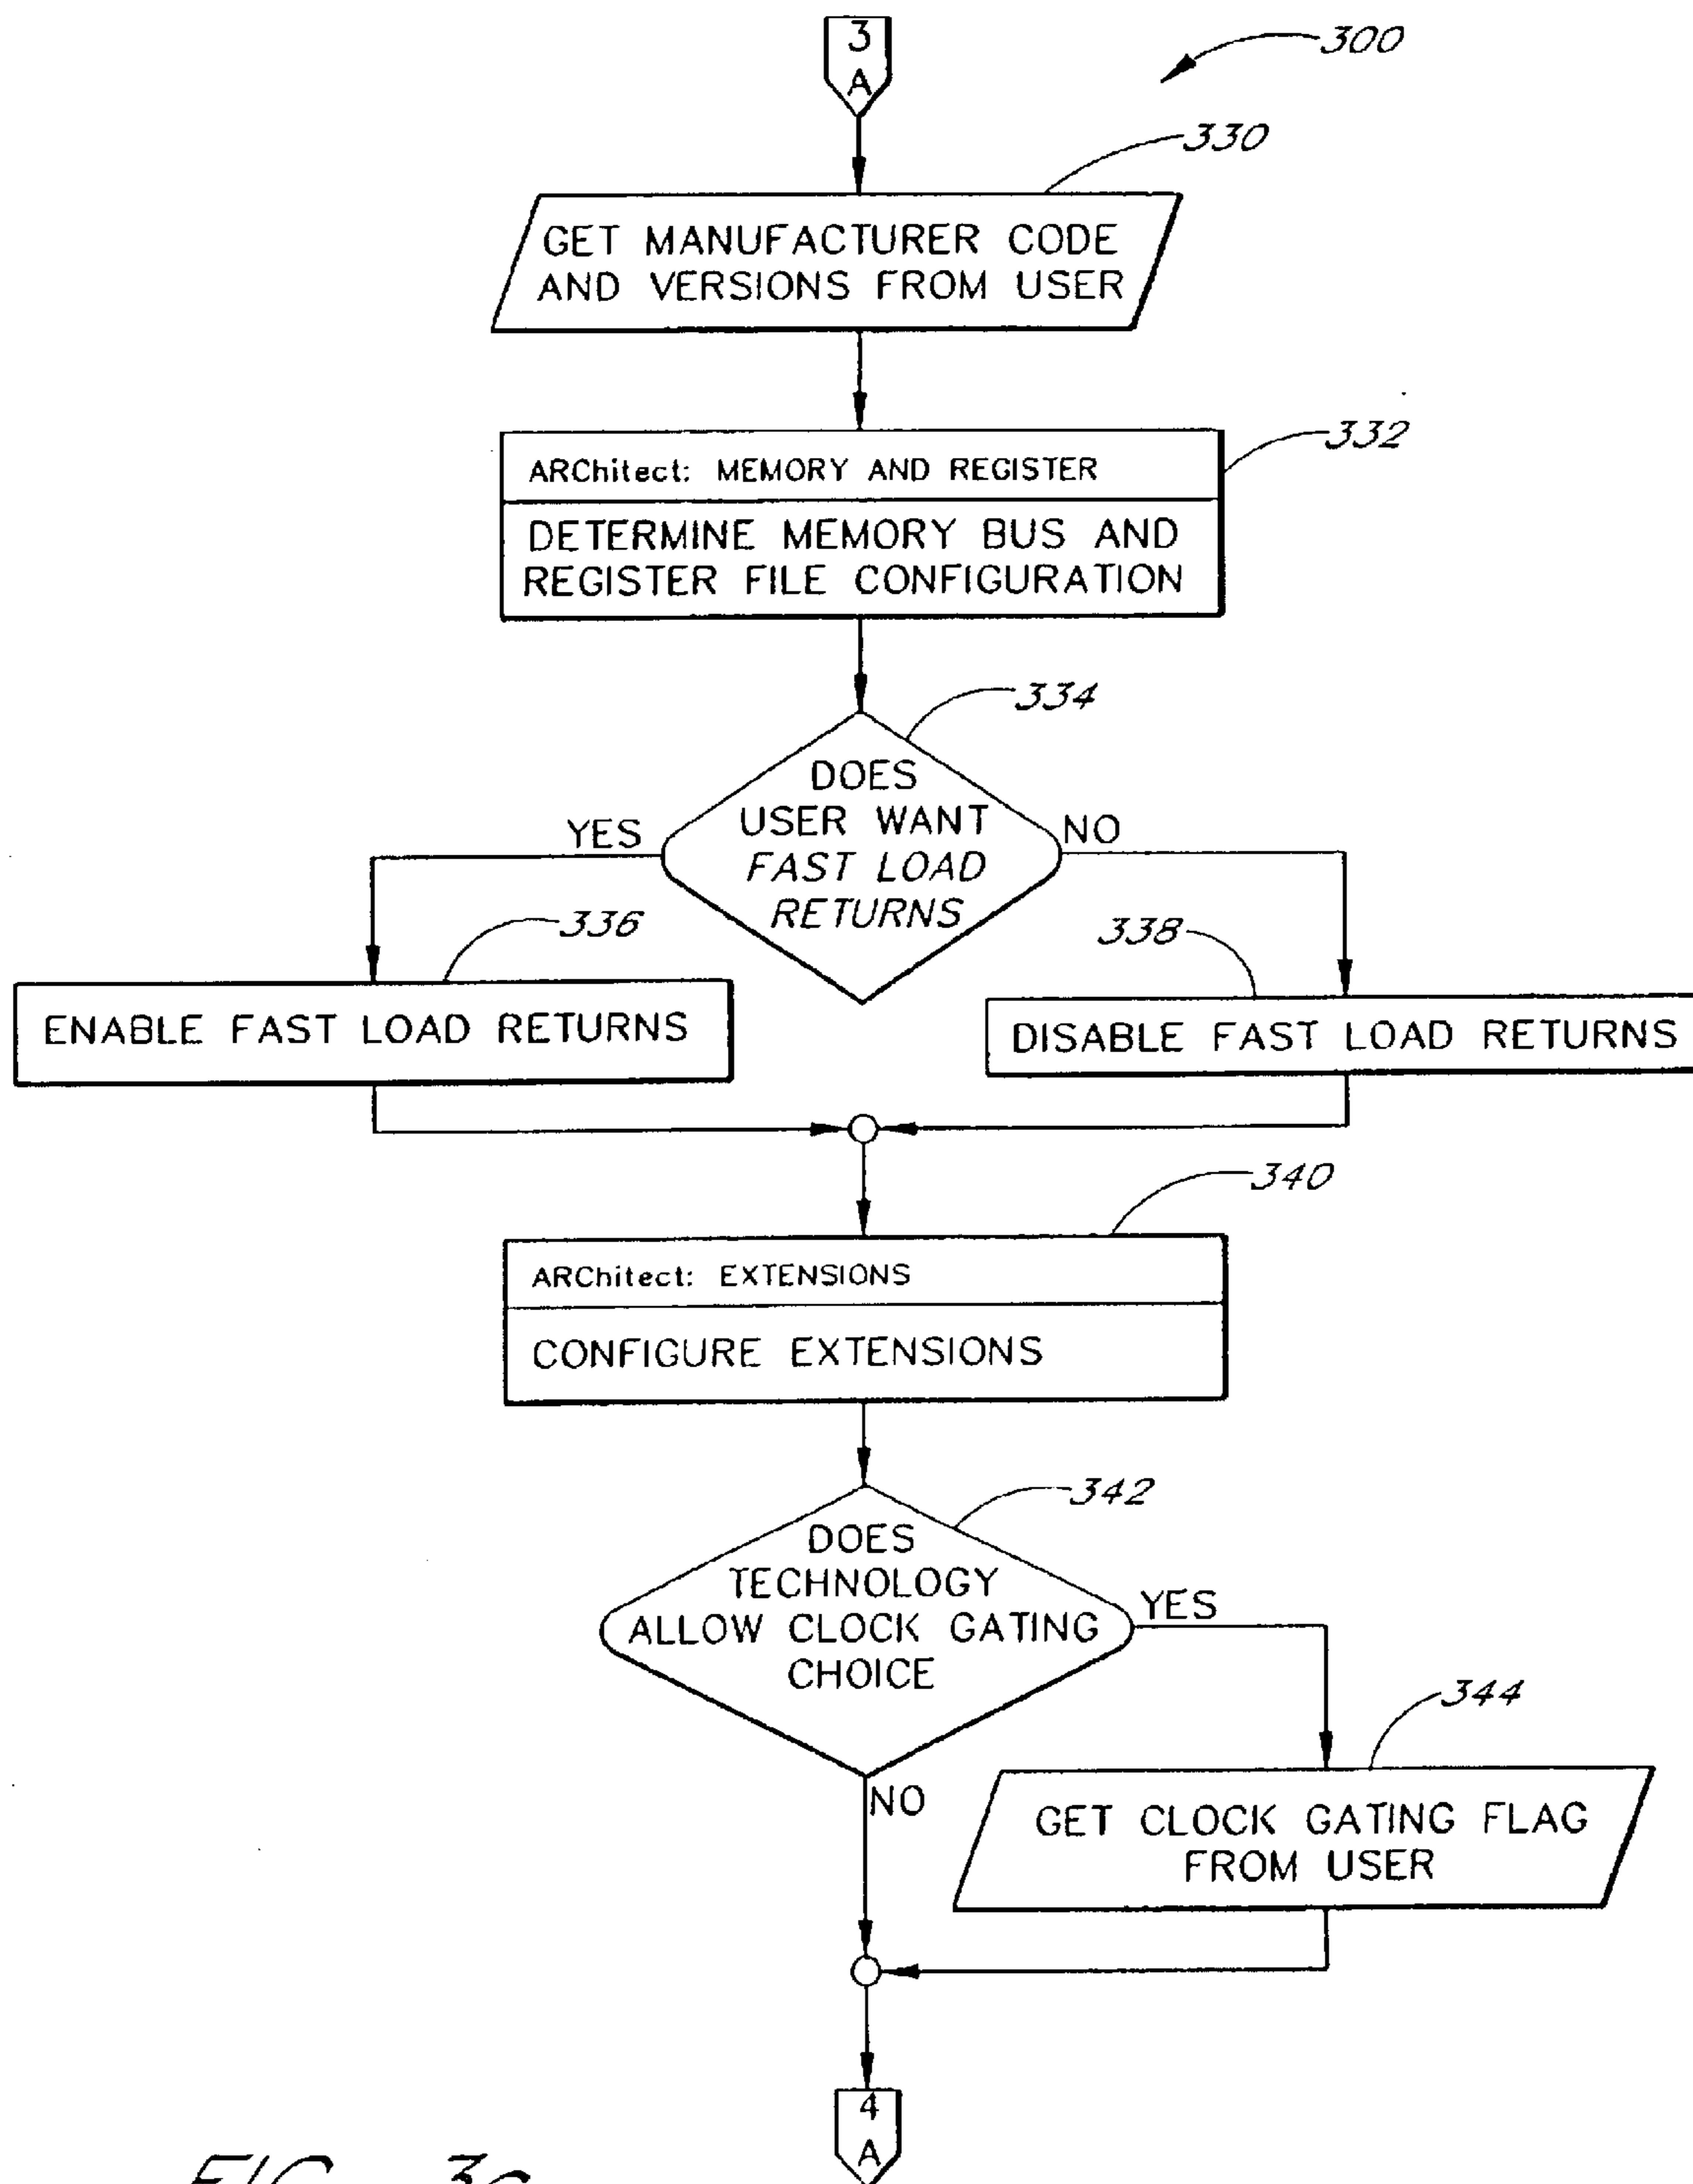 3
A
300
330
GET MANUFACTURER CODE
AND VERSIONS FROM USER
332
ARChitect: MEMORY AND REGISTER
DETERMINE MEMORY BUS AND
REGISTER FILE CONFIGURATION
334
DOES
USER WANT
FAST LOAD
RETURNS
YES
NO
336
338
ENABLE FAST LOAD RETURNS
DISABLE FAST LOAD RETURNS
340
ARChitect: EXTENSIONS
CONFIGURE EXTENSIONS
342
DOES
TECHNOLOGY
ALLOW CLOCK GATING
CHOICE
YES
344
NO
GET CLOCK GATING FLAG
FROM USER
4
A
FIG. 3c